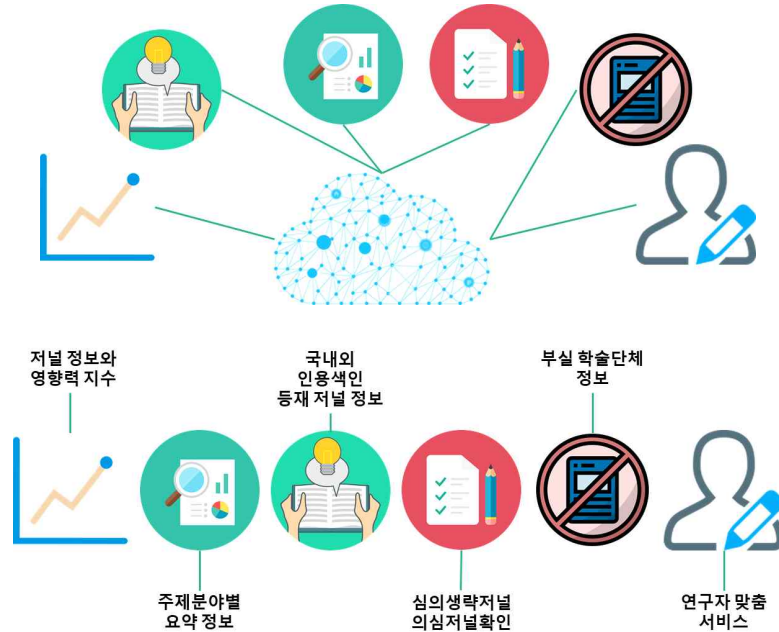 저널 정보와
영향력 지수
국내외
인용색인
등재 저널 정보
부실 학술단체
정보
주제분야별
요약 정보
심의생략저널
의심저널확인
연구자 맞춤
서비스